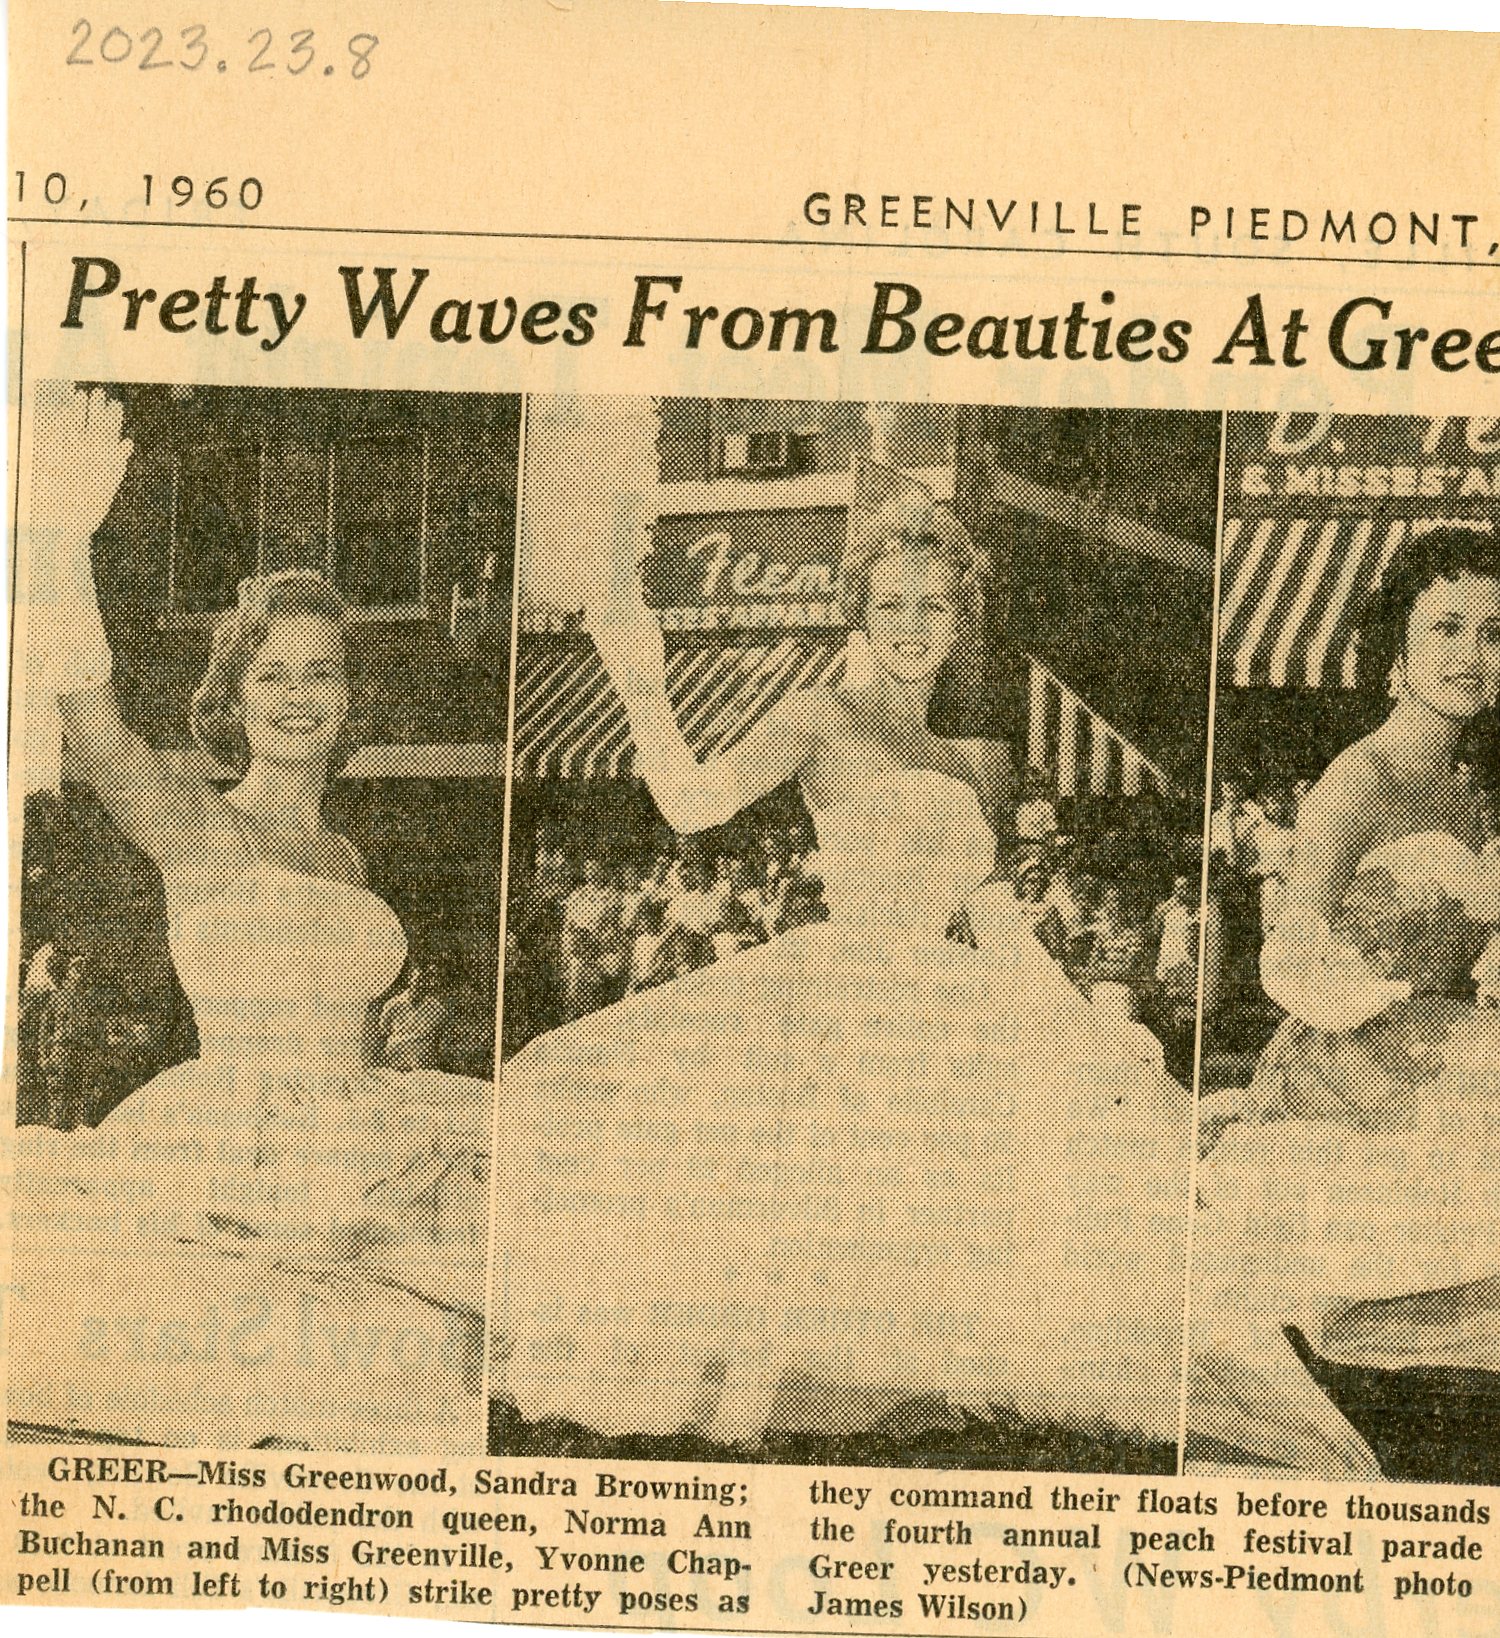 2023.23.8
10, 1960
GREENVILLE PIEDMONT,
Pretty Waves From Beauties At Gree
Teen
& MISSES
GREER—Miss Greenwood, Sandra Browning;
the N. C. rhododendron queen, Norma Ann
Buchanan and Miss Greenville, Yvonne Chap-
pell (from left to right) strike pretty poses as
they command their floats before thousands
the fourth annual peach festival parade
Greer yesterday. (News-Piedmont photo
James Wilson)